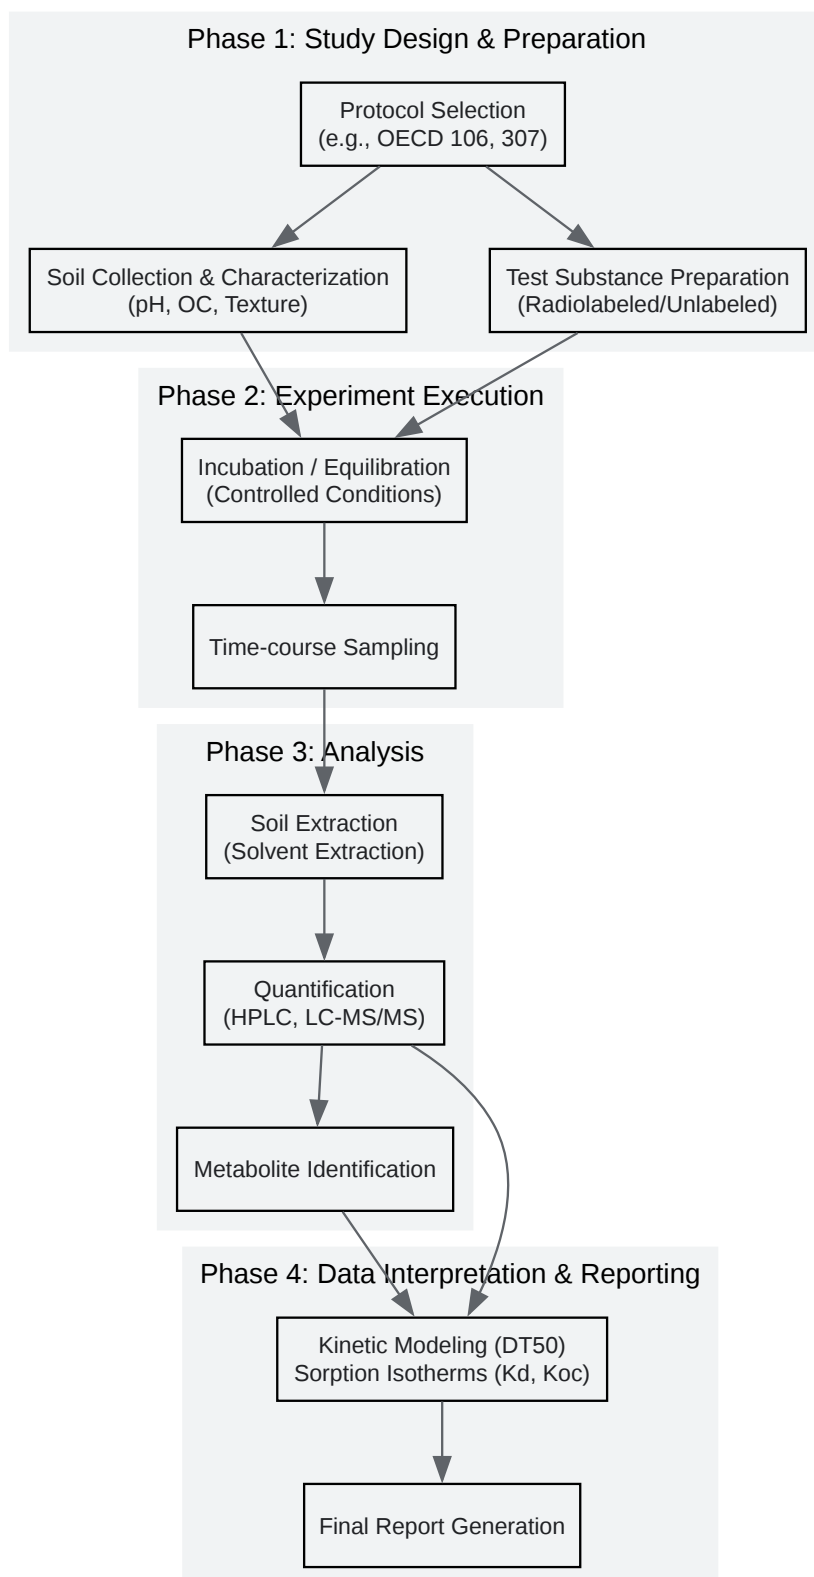 Phase 1: Study Design & Preparation
Protocol Selection
(e.g., OECD 106, 307)
Soil Collection & Characterization
(pH, OC, Texture)
Test Substance Preparation
(Radiolabeled/Unlabeled)
Phase 2: Experiment Execution
Incubation / Equilibration
(Controlled Conditions)
Time-course Sampling
Phase 3: Analysis
Soil Extraction
(Solvent Extraction)
Quantification
(HPLC, LC-MS/MS)
Metabolite Identification
Phase 4: Data Interpretation & Reporting
Kinetic Modeling (DT50)
Sorption Isotherms (Kd, Koc)
Final Report Generation